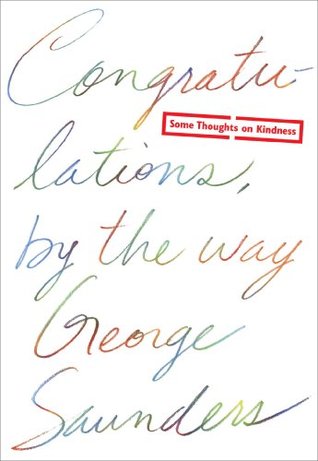 Congratu-
Some Thoughts on Kindness
lations,
by the way
George
Saunders